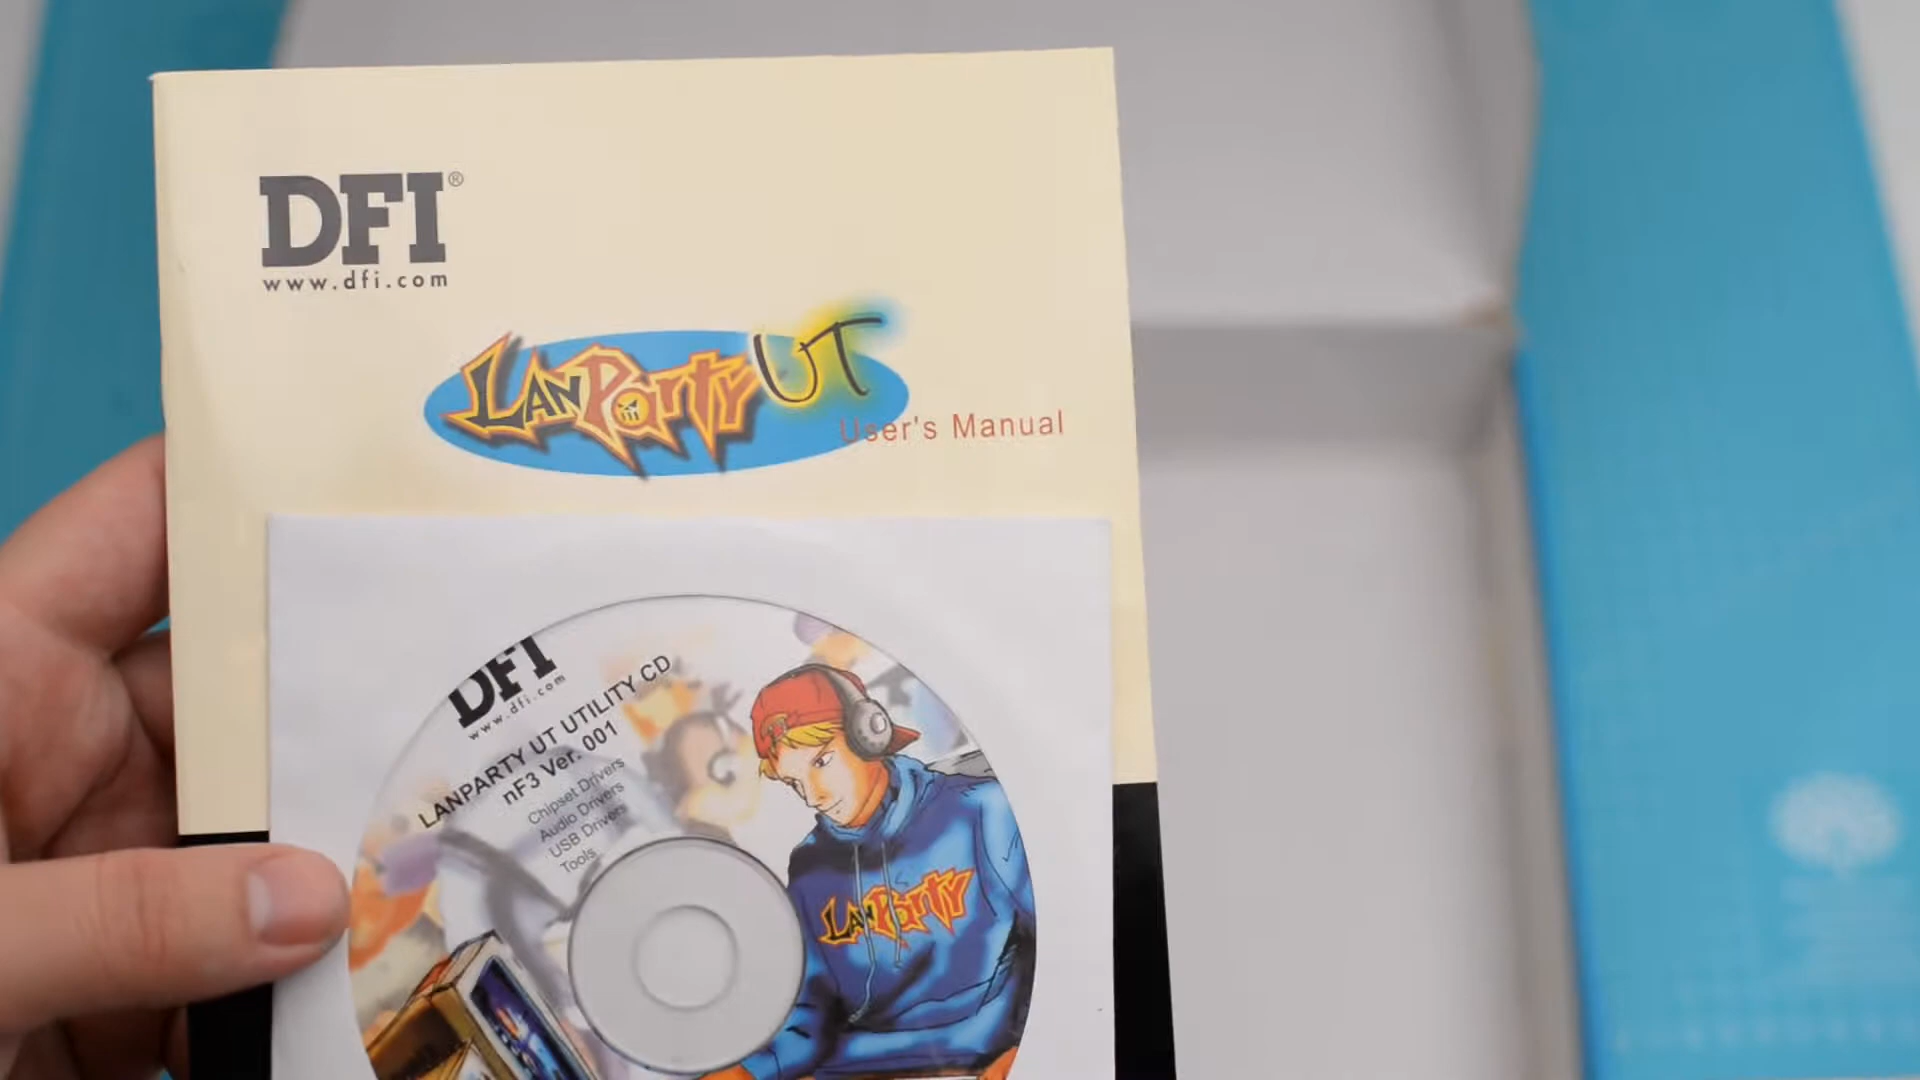 DFI®
www.dfi.com
LANPARTY UT
User's Manual
DFI
www.dfi.com
LANPARTY UT UTILITY CD
nF3 Ver. 001
Chipset Drivers
Audio Drivers
USB Drivers
Tools
LANPARTY